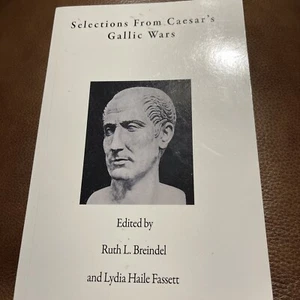 Selections From Caesar's
Gallic Wars
Edited by
Ruth L. Breindel
and Lydia Haile Fassett